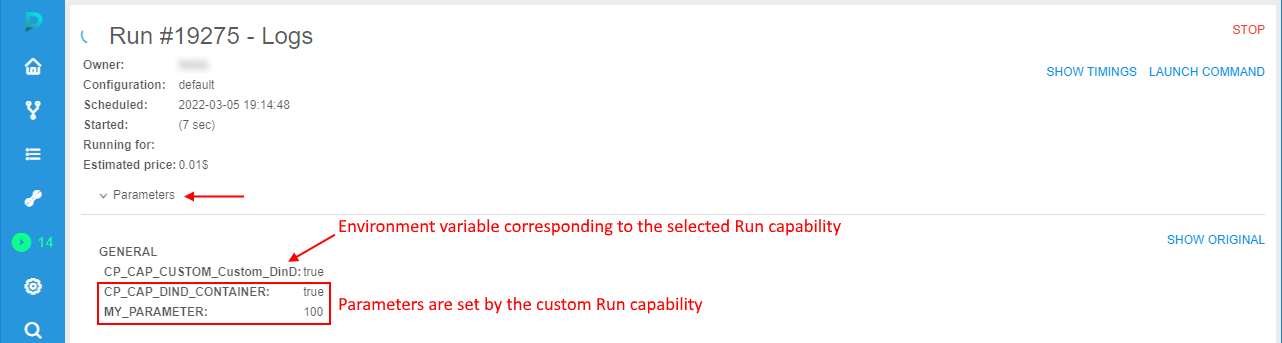 Run #19275 - Logs
STOP
Owner:
SHOW TIMINGS LAUNCH COMMAND
Configuration: default
Scheduled: 2022-03-05 19:14:48
Started: (7 sec)
Running for:
Estimated price: 0.01$
Parameters
Environment variable corresponding to the selected Run capability
SHOW ORIGINAL
GENERAL
CP_CAP_CUSTOM_Custom_DinD: true
CP_CAP_DIND_CONTAINER: true
Parameters are set by the custom Run capability
MY_PARAMETER: 100
14